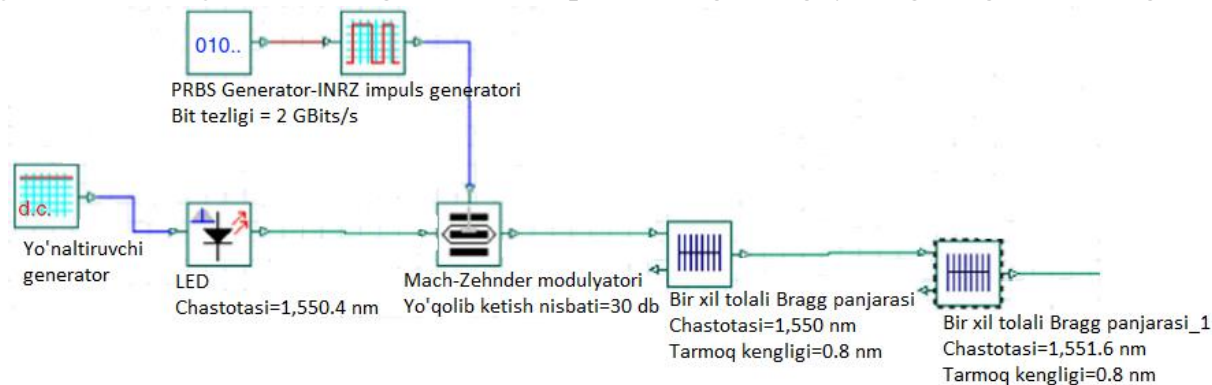 010..
PRBS Generator-INRZ impuls generatori
Bit tezligi = 2 GBits/s
d.c.
Yo'naltiruvchi
generator
LED
Chastotasi=1,550.4 nm
Mach-Zehnder modulyatori
Yo'qolib ketish nisbati=30 db
Bir xil tolali Bragg panjarasi
Chastotasi=1,550 nm
Tarmoq kengligi=0.8 nm
Bir xil tolali Bragg panjarasi_1
Chastotasi=1,551.6 nm
Tarmoq kengligi=0.8 nm